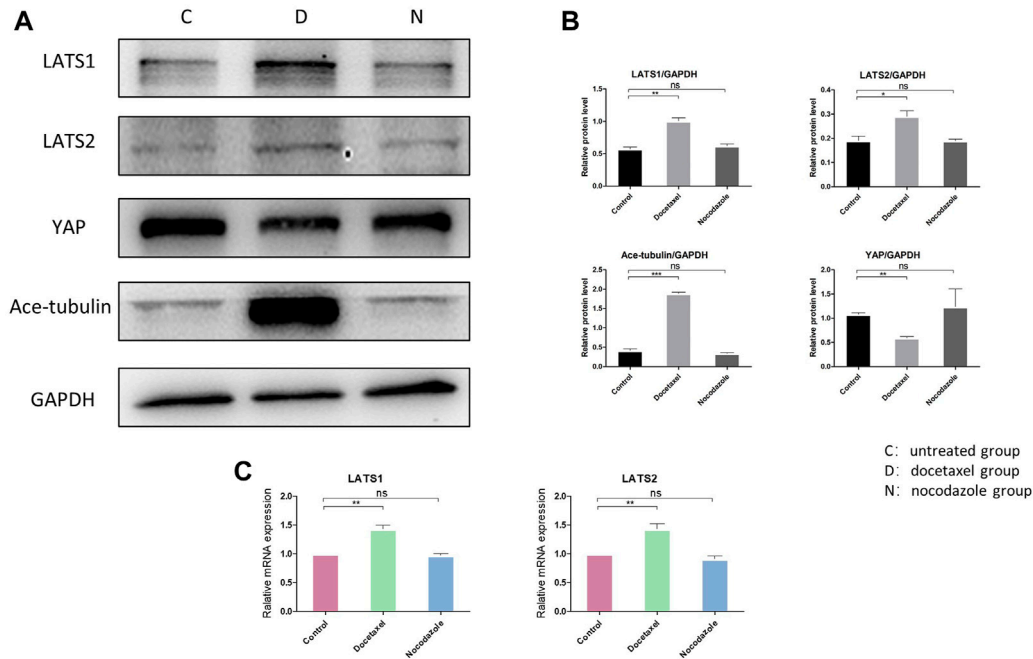 A
C D N
LATS1
LATS2
YAP
Ace-tubulin
GAPDH
B
LATS1/GAPDH
ns
**
Relative protein level
1.5
1.0
0.5
0.0
Control
Docetaxel
Nocodazole
LATS2/GAPDH
ns
*
Relative protein level
0.4
0.3
0.2
0.1
0.0
Control
Docetaxel
Nocodazole
Ace-tubulin/GAPDH
ns
***
Relative protein level
2.5
2.0
1.5
1.0
0.5
0.0
Control
Docetaxel
Nocodazole
YAP/GAPDH
ns
**
Relative protein level
2.0
1.5
1.0
0.5
0.0
Control
Docetaxel
Nocodazole
C: untreated group
D: docetaxel group
N: nocodazole group
C
LATS1
ns
**
Ralative mRNA expression
2.0
1.5
1.0
0.5
0.0
Control
Docetaxel
Nocodazole
LATS2
ns
**
Ralative mRNA expression
2.0
1.5
1.0
0.5
0.0
Control
Docetaxel
Nocodazole